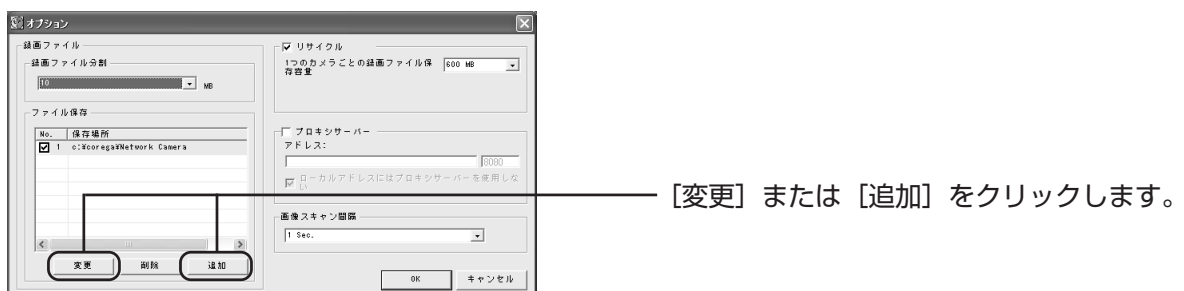 オプション
録画ファイル
録画ファイル分割
10
MB
ファイル保存
No. 保存場所
1 c:¥corega¥Network Camera
変更
削除
追加
リサイクル
1つのカメラごとの録画ファイル保
存容量
600 MB
プロキシサーバー
アドレス:
8080
ローカルアドレスにはプロキシサーバーを使用しな
い
画像スキャン間隔
1 Sec.
OK
キャンセル
［変更］または［追加］をクリックします。